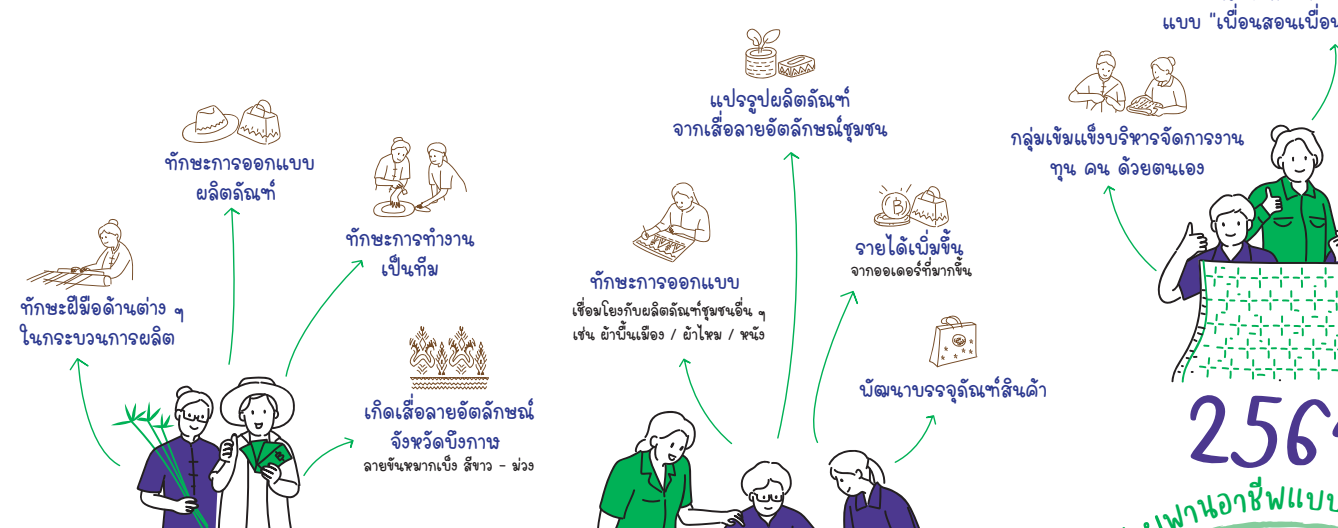 ทักษะการออกแบบ
ผลิตภัณฑ์
ทักษะการทำงาน
เป็นทีม
ทักษะฝีมือด้านต่าง ๆ
ในกระบวนการผลิต
เกิดเสื่อลายอัตลักษณ์
จังหวัดบึงกาฬ
ลายขันหมากเบ็ง สีขาว - ม่วง
แปรรูปผลิตภัณฑ์
จากเสื่อลายอัตลักษณ์ชุมชน
ทักษะการออกแบบ
เชื่อมโยงกับผลิตภัณฑ์ชุมชนอื่น ๆ
เช่น ผ้าพื้นเมือง / ผ้าไหม / หนัง
รายได้เพิ่มขึ้น
จากออเดอร์ที่มากขึ้น
พัฒนาบรรจุภัณฑ์สินค้า
แบบ "เพื่อนสอนเพื่อน
กลุ่มเข้มแข็งบริหารจัดการงาน
ทุน คน ด้วยตนเอง
256
พานอาชีพแบบ